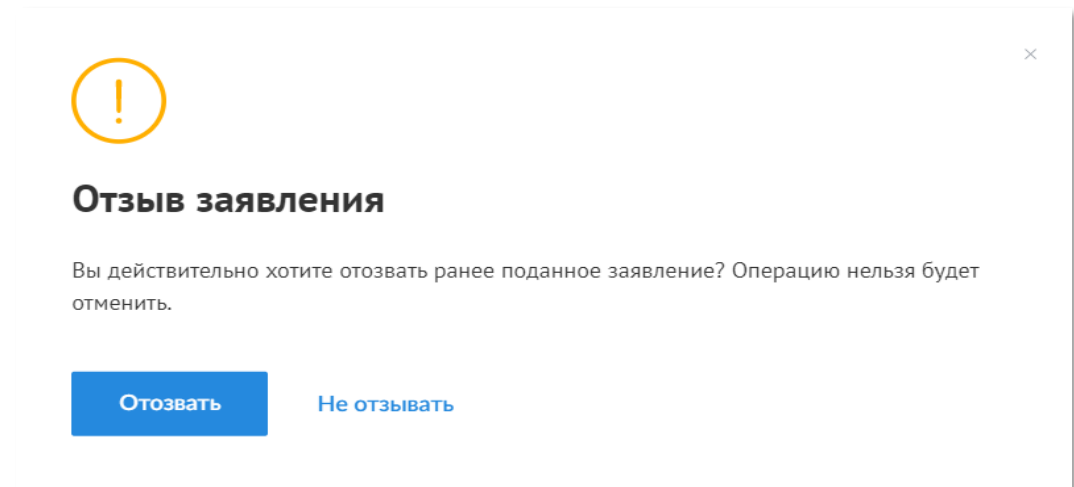 Отзыв заявления
Вы действительно хотите отозвать ранее поданное заявление? Операцию нельзя будет
отменить.
Отозвать
Не отзывать